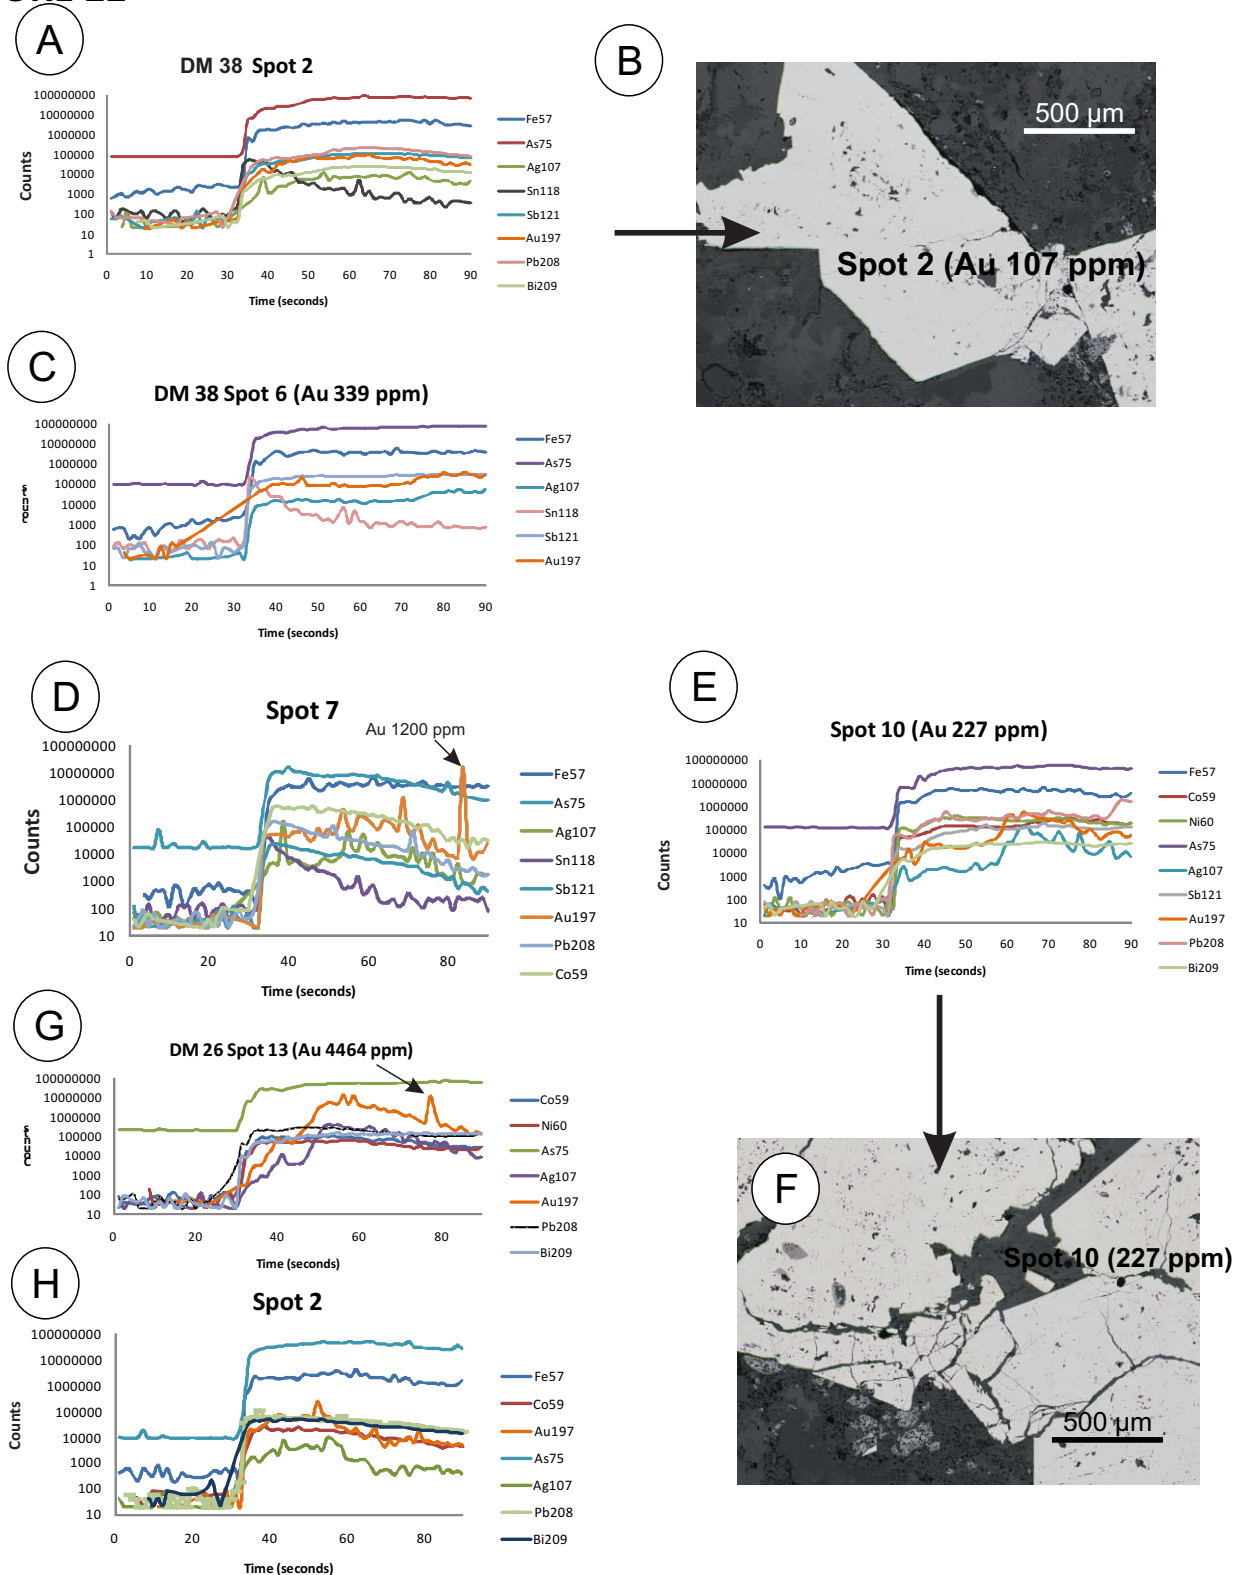 A
DM 38 Spot 2
100000000
10000000
1000000
100000
10000
1000
100
10
1
Counts
0 10 20 30 40 50 60 70 80 90
Time (seconds)
Fe57
As75
Ag107
Sn118
Sb121
Au197
Pb208
Bi209
B
500 µm
Spot 2 (Au 107 ppm)
C
DM 38 Spot 6 (Au 339 ppm)
100000000
10000000
1000000
100000
10000
1000
100
10
1
0 10 20 30 40 50 60 70 80 90
Time (seconds)
Fe57
As75
Ag107
Sn118
Sb121
Au197
D
Spot 7
Au 1200 ppm
100000000
10000000
1000000
100000
10000
1000
100
10
Counts
0 20 40 60 80
Time (seconds)
Fe57
As75
Ag107
Sn118
Sb121
Au197
Pb208
Co59
E
Spot 10 (Au 227 ppm)
100000000
10000000
1000000
100000
10000
1000
100
10
Counts
0 10 20 30 40 50 60 70 80 90
Time (seconds)
Fe57
Co59
Ni60
As75
Ag107
Sb121
Au197
Pb208
Bi209
G
DM 26 Spot 13 (Au 4464 ppm)
100000000
10000000
1000000
100000
10000
1000
100
10
0 20 40 60 80
Time (seconds)
Co59
Ni60
As75
Ag107
Au197
Pb208
Bi209
F
Spot 10 (227 ppm)
500 µm
H
Spot 2
100000000
10000000
1000000
100000
10000
1000
100
10
Counts
0 20 40 60 80
Time (seconds)
Fe57
Co59
Au197
As75
Ag107
Pb208
Bi209